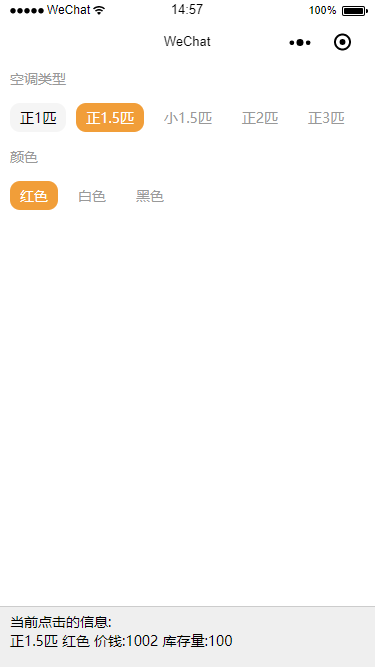 WeChat 14:57 100%
WeChat
空调类型
正1匹 正1.5匹 小1.5匹 正2匹 正3匹
颜色
红色 白色 黑色
当前点击的信息:
正1.5匹 红色 价钱:1002 库存量:100